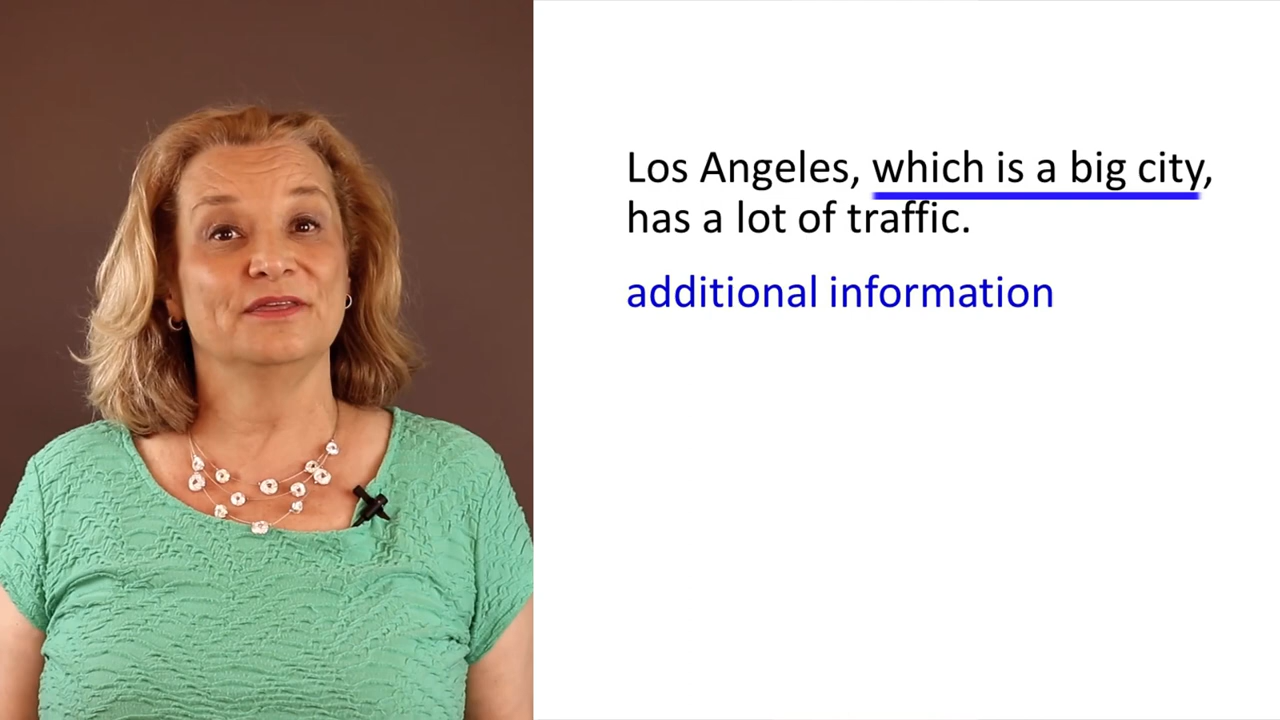 Los Angeles, which is a big city,
has a lot of traffic.
additional information